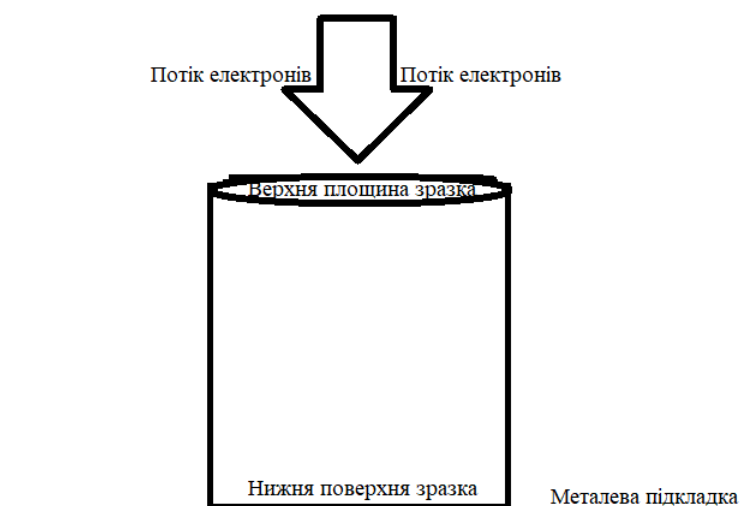 Потік електронів
Потік електронів
Верхня площина зразка
Нижня поверхня зразка
Металева підкладка